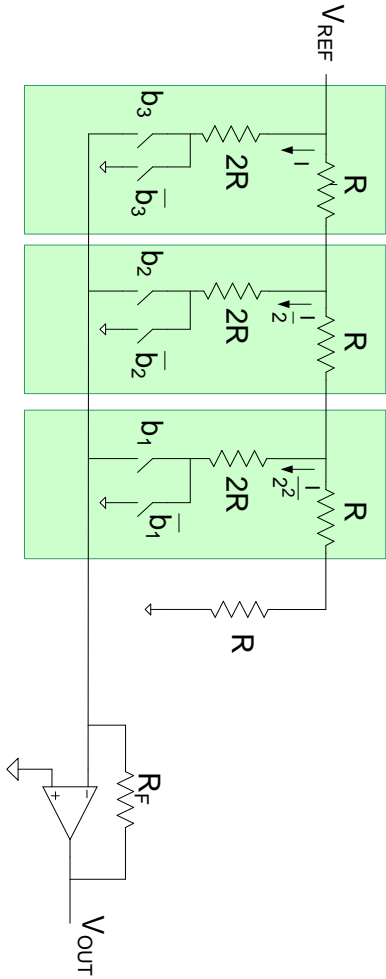 V_REF
R
R
R
I
I/2
I/2²
2R
2R
2R
R
b₃
b̅₃
b₂
b̅₂
b₁
b̅₁
R_F
−
+
V_OUT